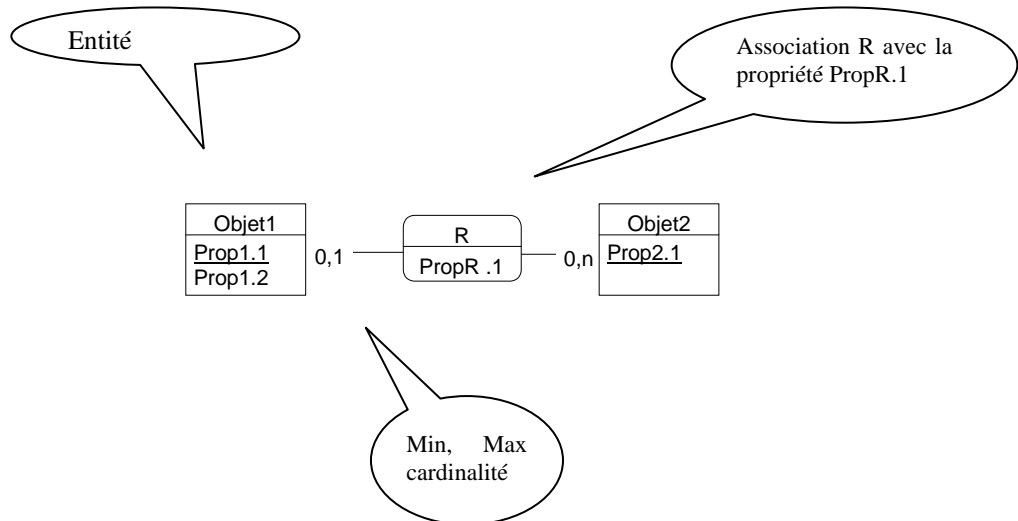 Entité
Association R avec la
propriété PropR.1
Objet1
Prop1.1
Prop1.2
0,1
R
PropR .1
0,n
Objet2
Prop2.1
Min, Max
cardinalité